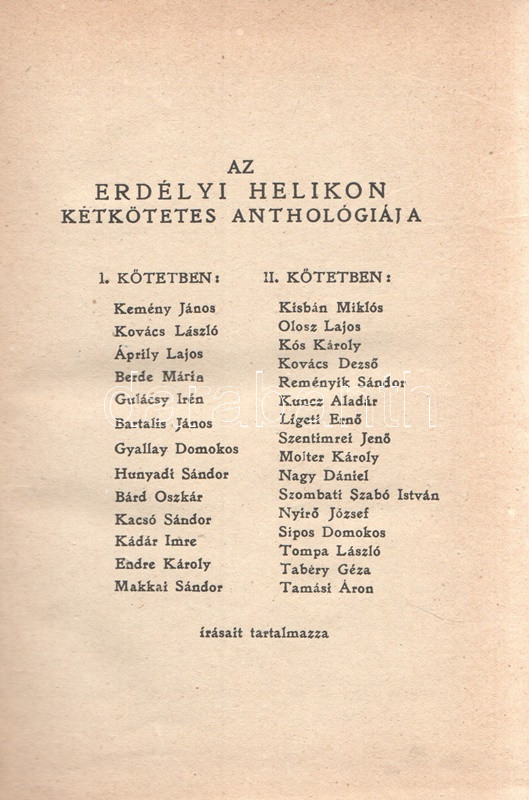 AZ
ERDÉLYI HELIKON
KÉTKÖTETES ANTHOLÓGIÁJA
I. KÖTETBEN:
Kemény János
Kovács László
Áprily Lajos
Berde Mária
Gulácsy Irén
Bartalis János
Gyallay Domokos
Hunyadi Sándor
Bárd Oszkár
Kacsó Sándor
Kádár Imre
Endre Károly
Makkai Sándor
II. KÖTETBEN:
Kisbán Miklós
Olosz Lajos
Kós Károly
Kovács Dezső
Reményik Sándor
Kuncz Aladár
Ligeti Ernő
Szentimrei Jenő
Molter Károly
Nagy Dániel
Szombati Szabó István
Nyirő József
Sipos Domokos
Tompa László
Tabéry Géza
Tamási Áron
írásait tartalmazza
darabanth